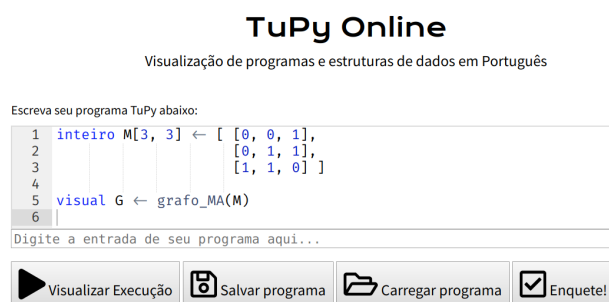 TuPy Online
Visualização de programas e estruturas de dados em Português
Escreva seu programa TuPy abaixo:
1 inteiro M[3, 3] ← [ [0, 0, 1],
2 [0, 1, 1],
3 [1, 1, 0] ]
4
5 visual G ← grafo_MA(M)
6
Digite a entrada de seu programa aqui...
Visualizar Execução Salvar programa Carregar programa Enquete!